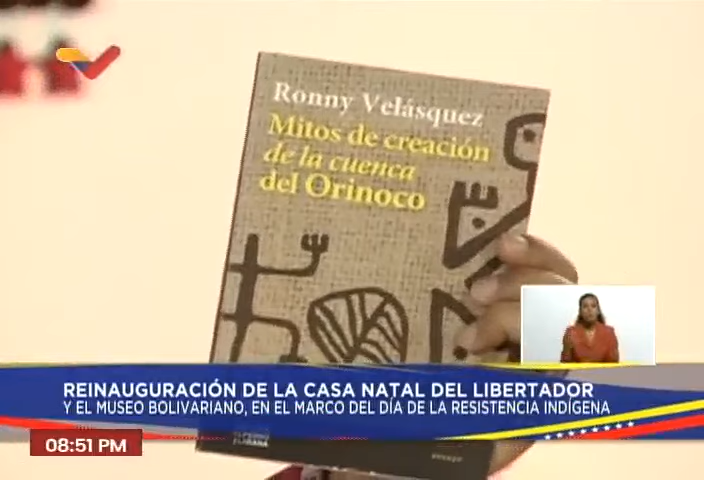 Ronny Velásquez
Mitos de creación
de la cuenca
del Orinoco
REINAUGURACIÓN DE LA CASA NATAL DEL LIBERTADOR
Y EL MUSEO BOLIVARIANO, EN EL MARCO DEL DÍA DE LA RESISTENCIA INDÍGENA
08:51 PM